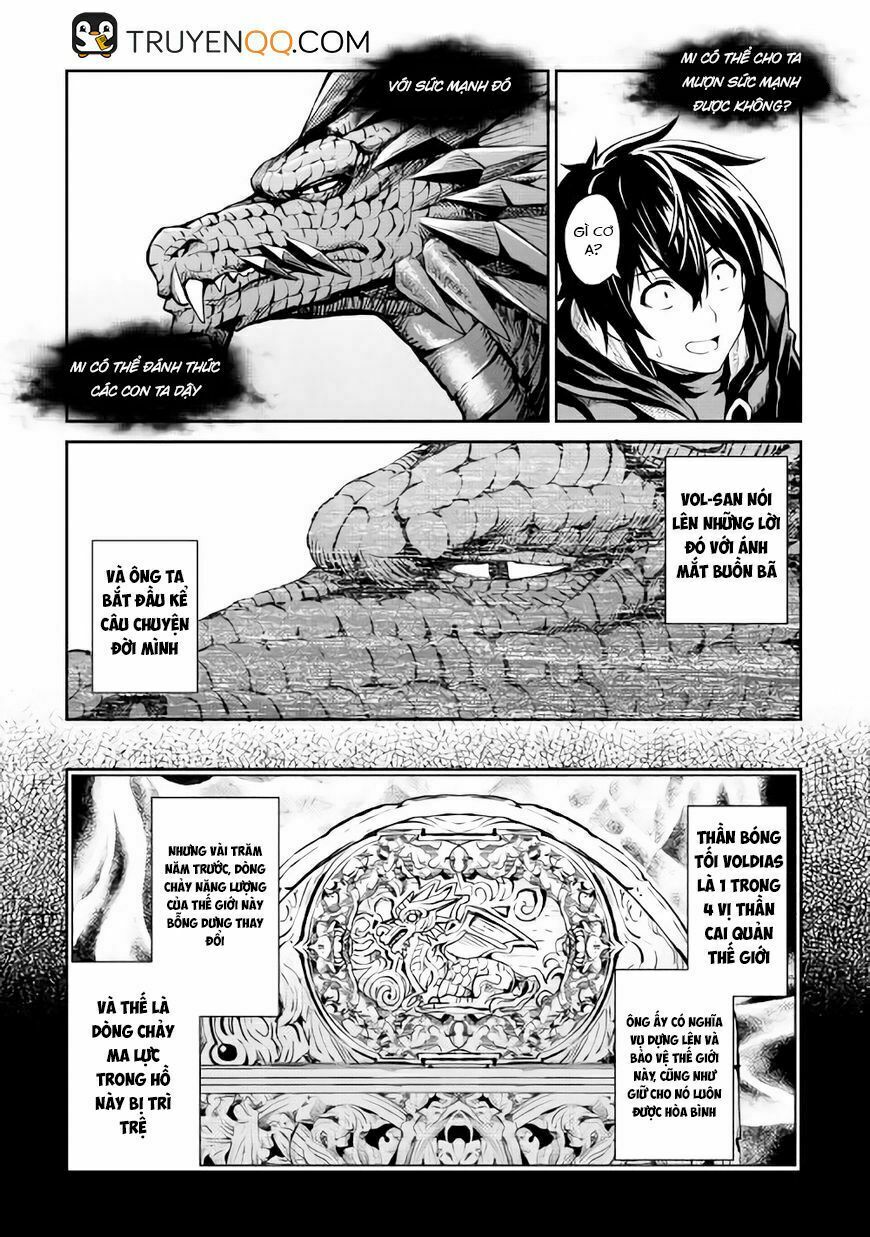 TRUYENQQ.COM
MI CÓ THỂ CHO TA
MƯỢN SỨC MẠNH
ĐƯỢC KHÔNG?
GÌ CƠ
Ạ?
VỚI SỨC MẠNH ĐÓ
MI CÓ THỂ ĐÁNH THỨC
CÁC CON TA DẬY
VOL-SAN NÓI
LÊN NHỮNG LỜI
ĐÓ VỚI ÁNH
MẮT BUỒN BÃ
VÀ ÔNG TA
BẮT ĐẦU KỂ
CÂU CHUYỆN
ĐỜI MÌNH
THẦN BÓNG
TỐI VOLDIAS
LÀ 1 TRONG
4 VỊ THẦN
CAI QUẢN
THẾ GIỚI
ÔNG ẤY CÓ NGHĨA
VỤ DỰNG LÊN VÀ
BẢO VỆ THẾ GIỚI
NÀY, CŨNG NHƯ
GIỮ CHO NÓ LUÔN
ĐƯỢC HÒA BÌNH
NHƯNG VÀI TRĂM
NĂM TRƯỚC, DÒNG
CHẢY NĂNG LƯỢNG
CỦA THẾ GIỚI NÀY
BỖNG DƯNG THAY
ĐỔI
VÀ THẾ LÀ
DÒNG CHẢY
MA LỰC
TRONG HỒ
NÀY BỊ TRÌ
TRỆ